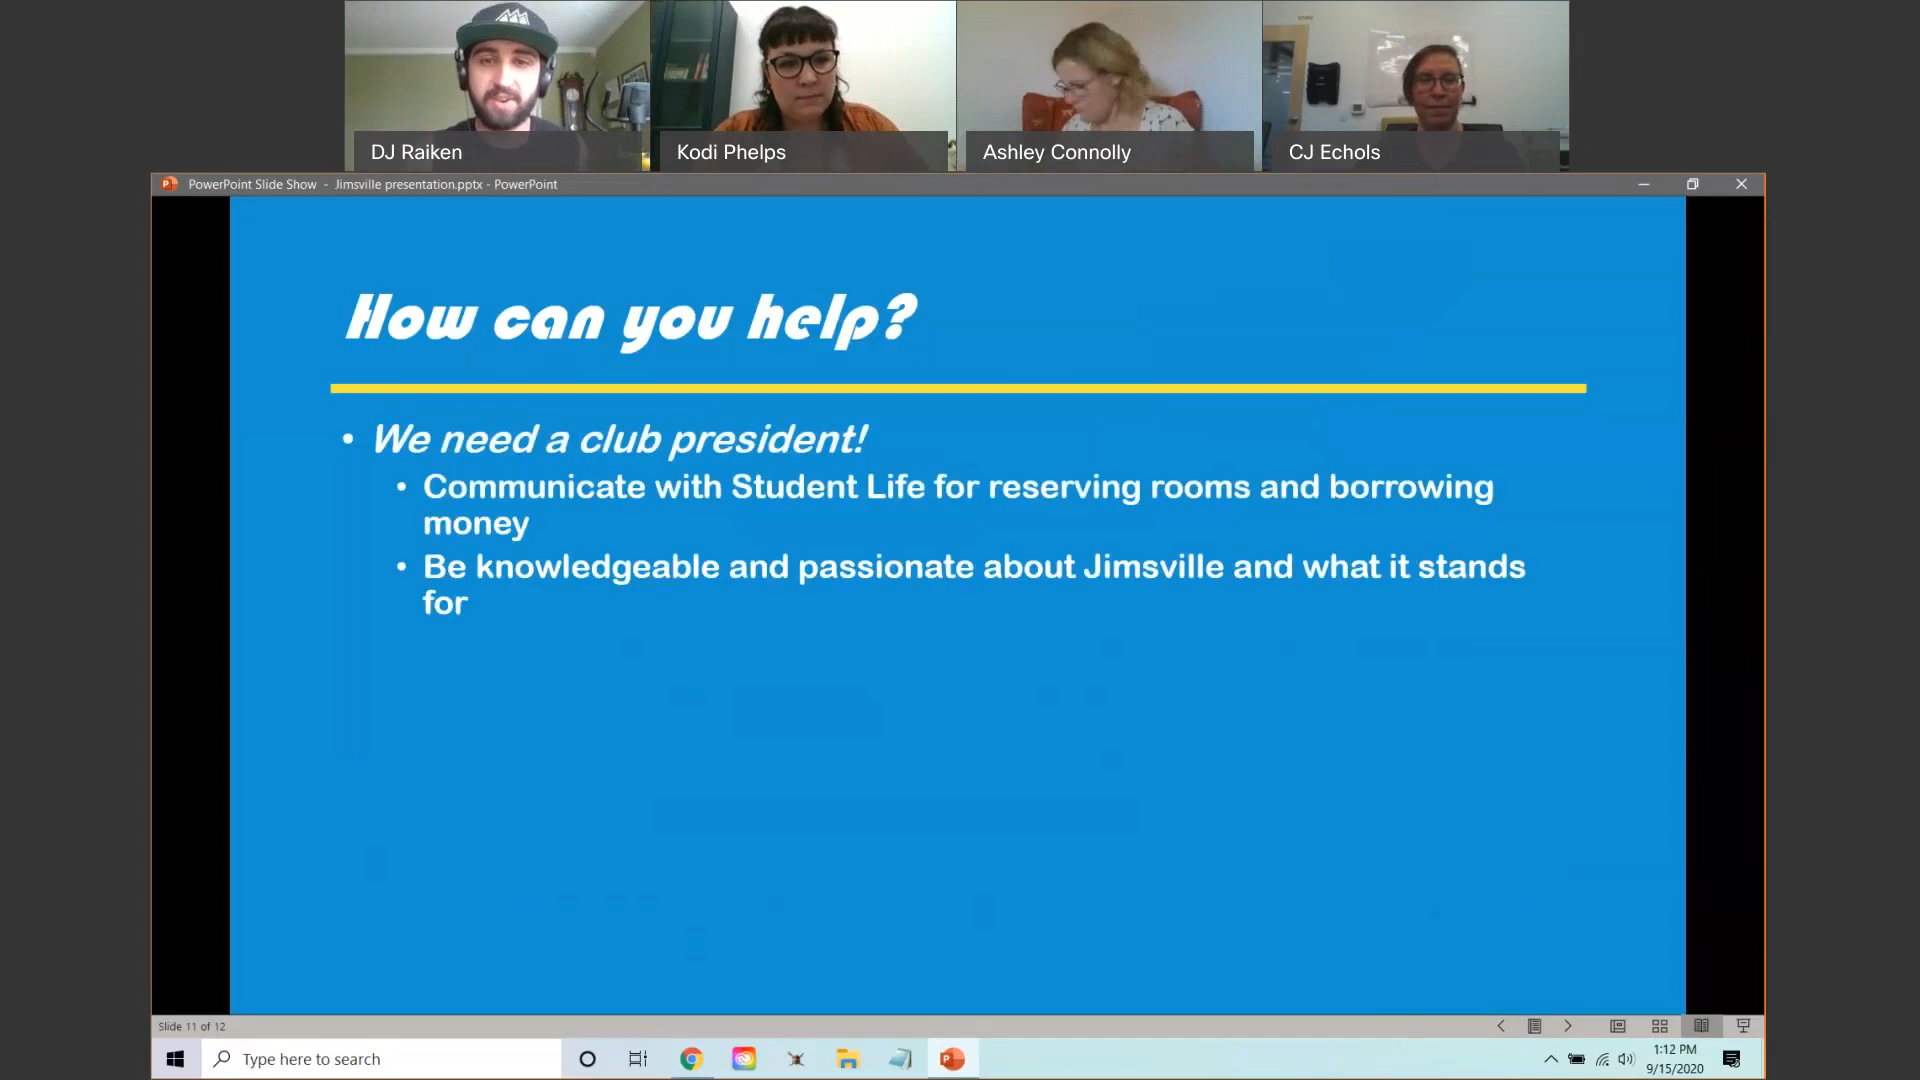 DJ Raiken
Kodi Phelps
Ashley Connolly
CJ Echols
PowerPoint Slide Show - Jimsville presentation.pptx - PowerPoint
How can you help?
• We need a club president!
• Communicate with Student Life for reserving rooms and borrowing
money
• Be knowledgeable and passionate about Jimsville and what it stands
for
Slide 11 of 12
Type here to search
1:12 PM
9/15/2020